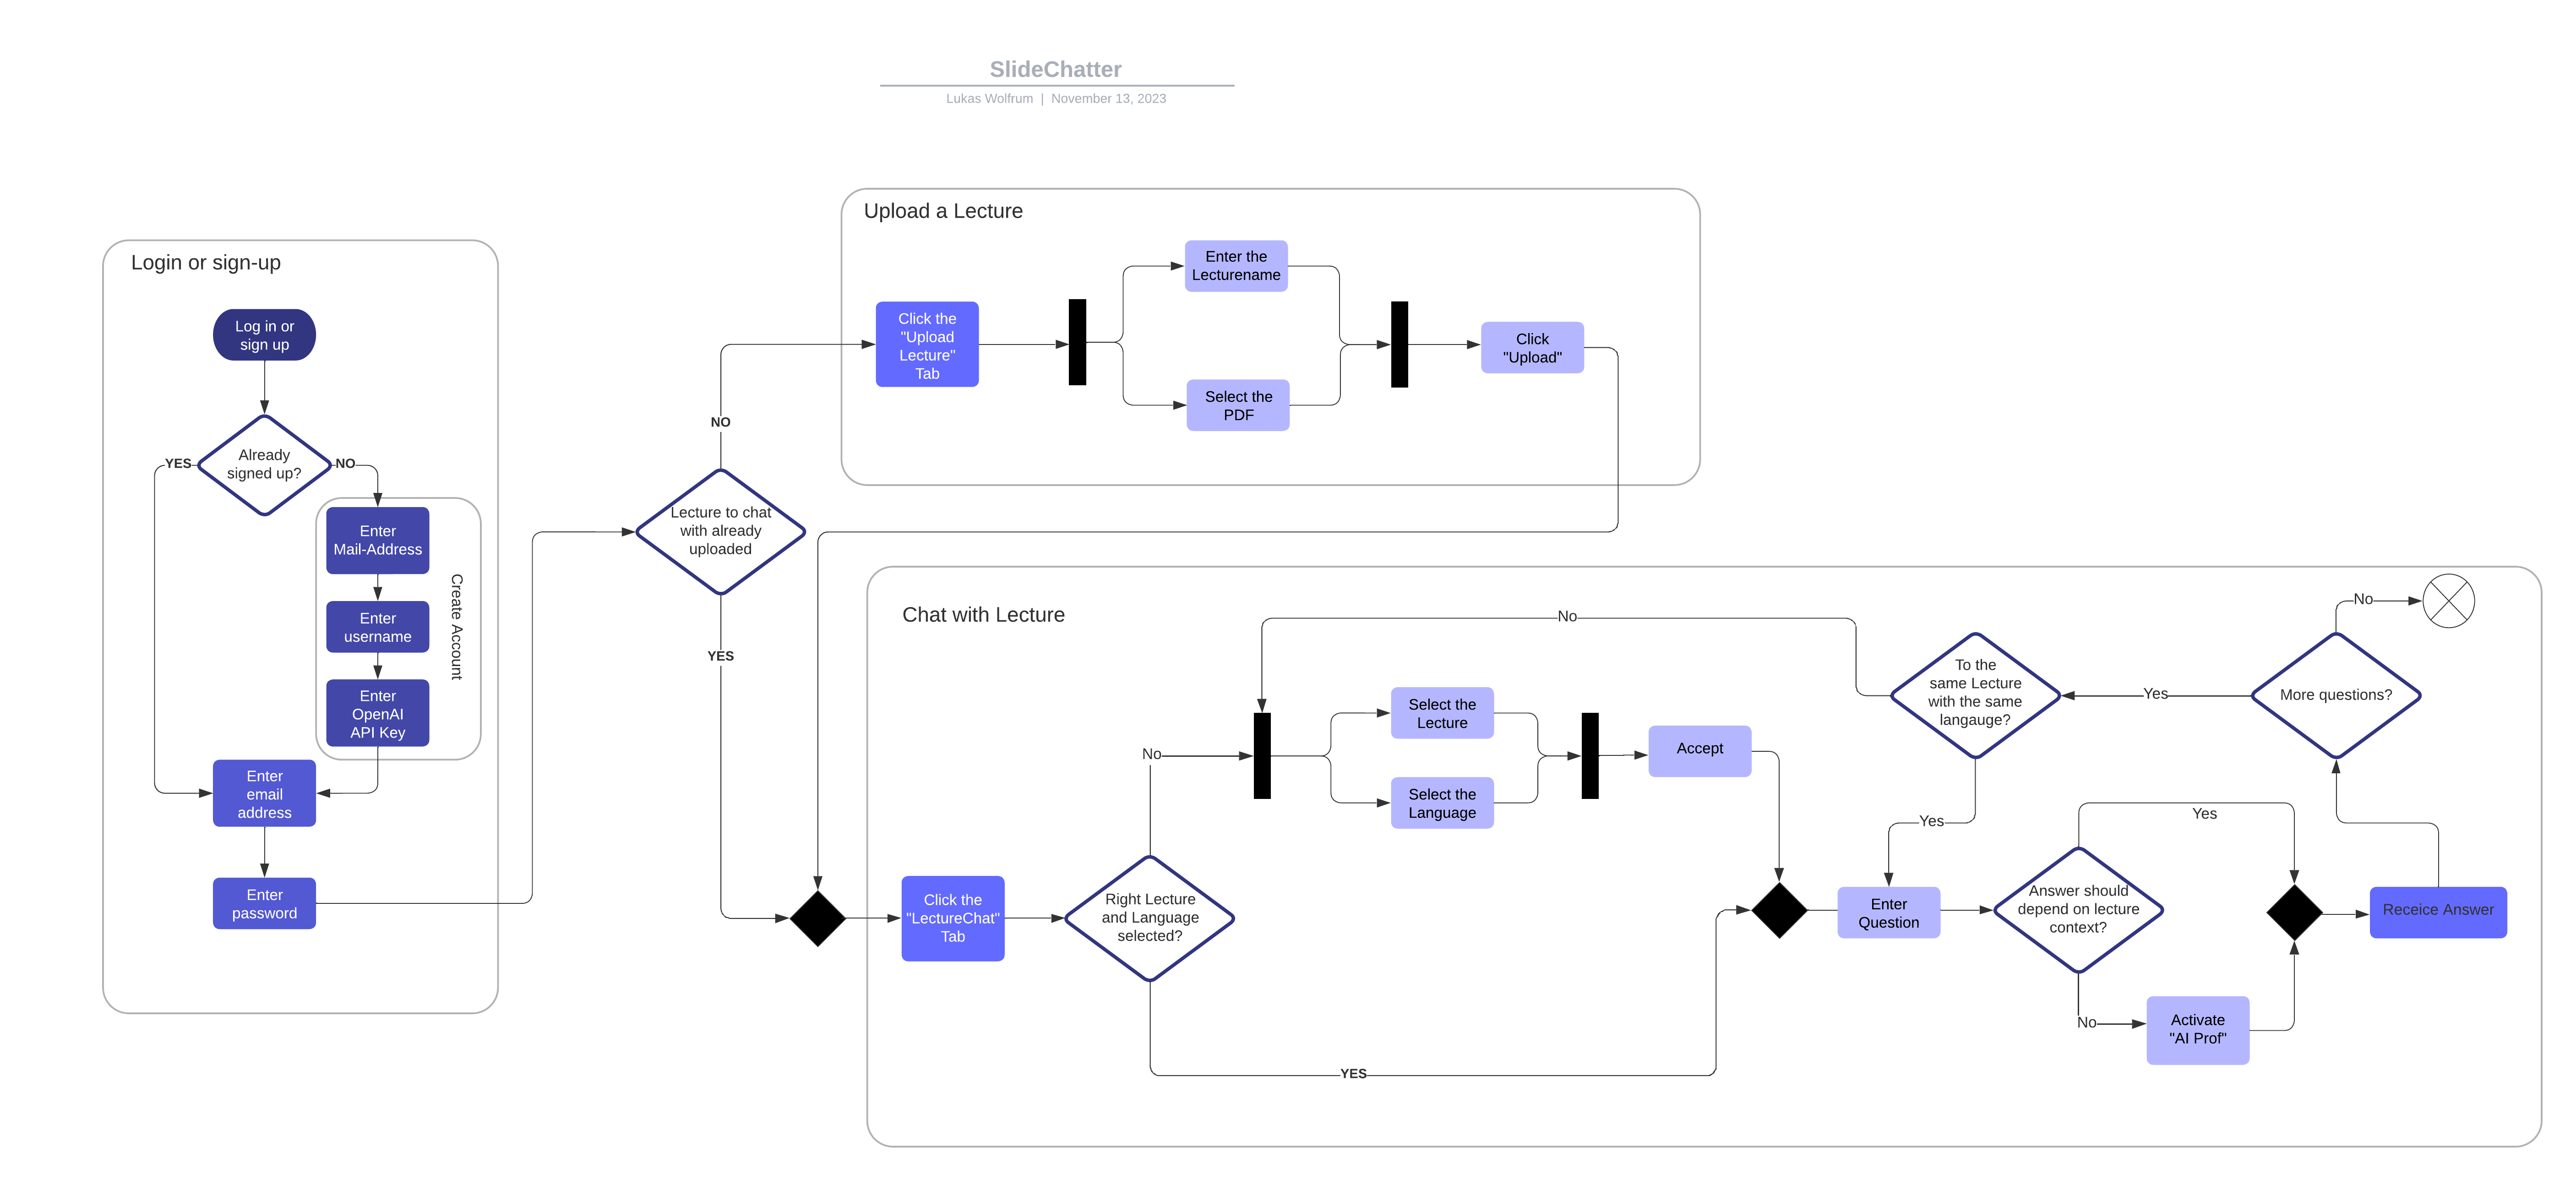 SlideChatter
Lukas Wolfrum | November 13, 2023
Login or sign-up
Log in or
sign up
Already
signed up?
YES
NO
Enter
Mail-Address
Enter
username
Enter
OpenAI
API Key
Create Account
Enter
email
address
Enter
password
Lecture to chat
with already
uploaded
NO
YES
Upload a Lecture
Click the
"Upload
Lecture"
Tab
Enter the
Lecturename
Select the
PDF
Click
"Upload"
Chat with Lecture
Click the
"LectureChat"
Tab
Right Lecture
and Language
selected?
No
YES
Select the
Lecture
Select the
Language
Accept
No
To the
same Lecture
with the same
langauge?
Yes
Yes
More questions?
No
Enter
Question
Answer should
depend on lecture
context?
Yes
No
Activate
"AI Prof"
Receice Answer